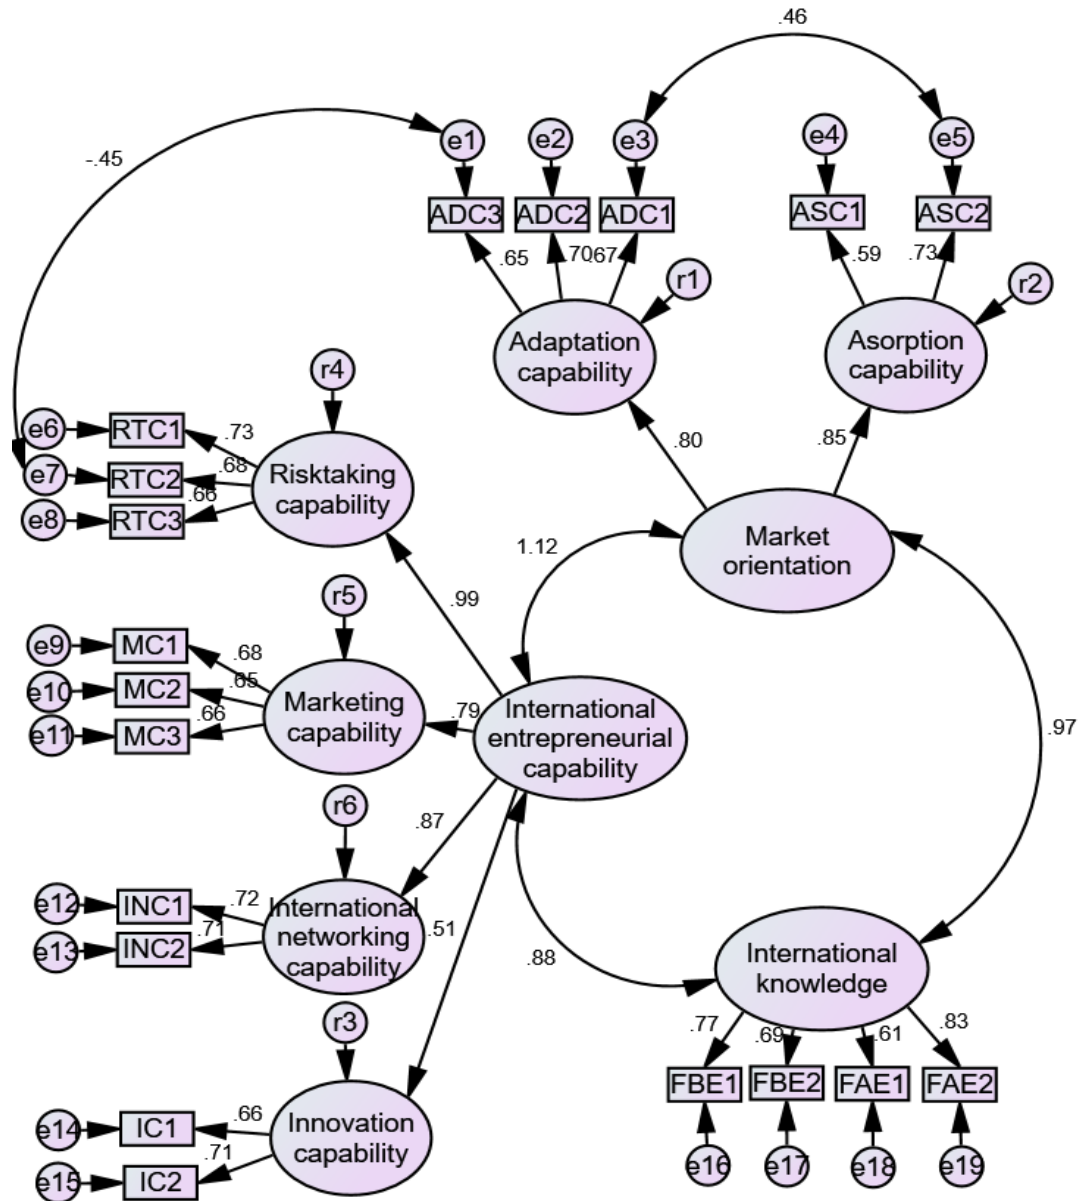 .46
e1
e2
e3
e4
e5
-.45
ADC3
ADC2
ADC1
ASC1
ASC2
.65
.70
.67
.59
.73
r1
r2
Adaptation
capability
Asorption
capability
r4
e6
RTC1
.73
e7
RTC2
.68
e8
RTC3
.66
Risktaking
capability
.80
.85
Market
orientation
1.12
.99
r5
e9
MC1
.68
e10
MC2
.65
e11
MC3
.66
Marketing
capability
.79
International
entrepreneurial
capability
.97
r6
.87
e12
INC1
.72
e13
INC2
.71
International
networking
capability
.51
.88
International
knowledge
r3
.77
.69
.61
.83
FBE1
FBE2
FAE1
FAE2
e14
IC1
.66
e15
IC2
.71
Innovation
capability
e16
e17
e18
e19